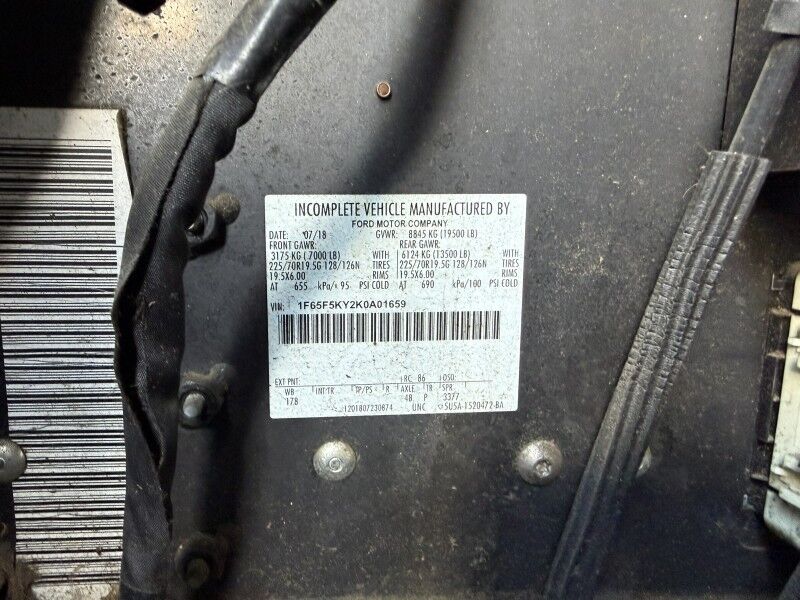 INCOMPLETE VEHICLE MANUFACTURED BY
FORD MOTOR COMPANY
DATE: 07/18 GVWR: 8845 KG (19500 LB)
FRONT GAWR: REAR GAWR:
3175 KG ( 7000 LB) WITH 6124 KG (13500 LB) WITH
225/70R19.5G 128/126N TIRES 225/70R19.5G 128/126N TIRES
19.5X6.00 RIMS 19.5X6.00 RIMS
AT 655 kPa/ 95 PSI COLD AT 690 kPa/100 PSI COLD
VIN: 1F65F5KY2K0A01659
EXT PNT: RC: 86 DSO:
WB INT TR TP/PS R AXLE TR SPR
178 48 P 3377
1201807230874 UNC 5U5A-1520472-BA